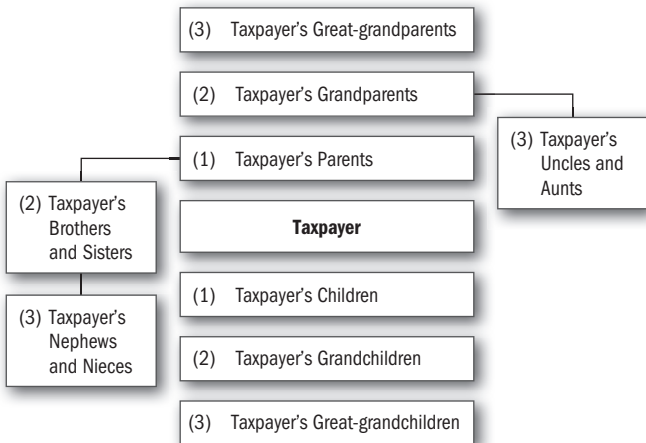 (3) Taxpayer’s Great-grandparents
(2) Taxpayer’s Grandparents
(3) Taxpayer’s
Uncles and
Aunts
(1) Taxpayer’s Parents
(2) Taxpayer’s
Brothers
and Sisters
Taxpayer
(3) Taxpayer’s
Nephews
and Nieces
(1) Taxpayer’s Children
(2) Taxpayer’s Grandchildren
(3) Taxpayer’s Great-grandchildren